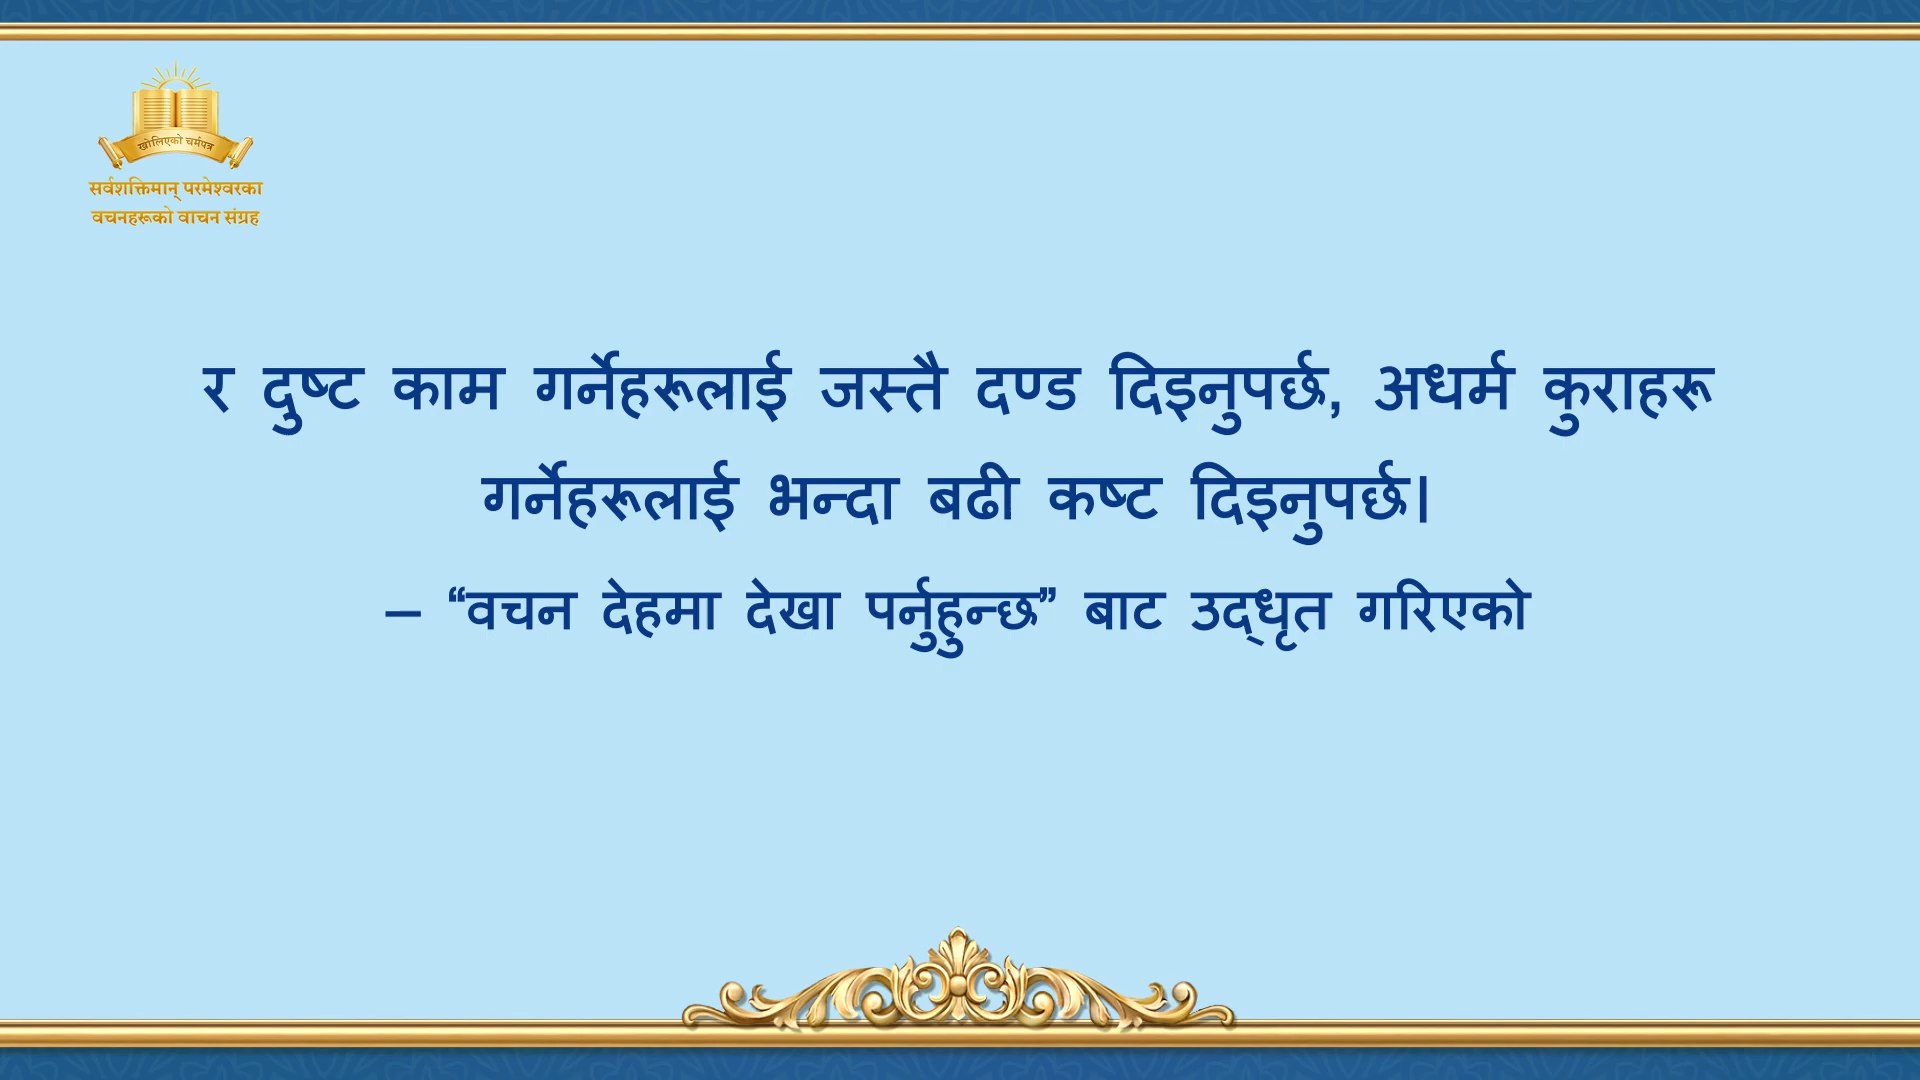 खोलिएको चर्मपत्र
सर्वशक्तिमान् परमेश्वरका
वचनहरूको वाचन संग्रह
र दुष्ट काम गर्नेहरूलाई जस्तै दण्ड दिइनुपर्छ, अधर्म कुराहरू
गर्नेहरूलाई भन्दा बढी कष्ट दिइनुपर्छ।
— “वचन देहमा देखा पर्नुहुन्छ” बाट उद्धृत गरिएको